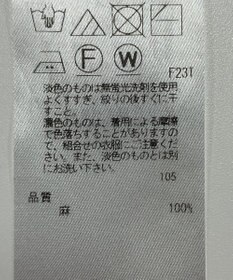 F
W
F231
淡色のものは無蛍光洗剤を使用
よくすすぎ、絞りの後すぐに干
すこと。
濃色のものは、着用による摩擦
で色落ちすることがありますの
で、組合せの衣服にご注意くだ
さい。また、淡色のものとは別
にお洗い下さい。
105
品質
麻 100%